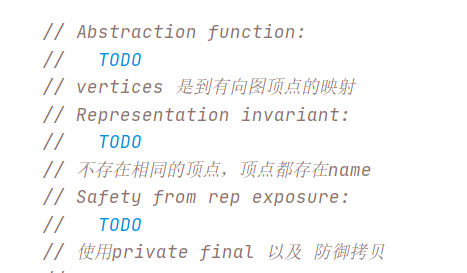 // Abstraction function:
// TODO
// vertices 是到有向图顶点的映射
// Representation invariant:
// TODO
// 不存在相同的顶点，顶点都存在name
// Safety from rep exposure:
// TODO
// 使用private final 以及 防御拷贝